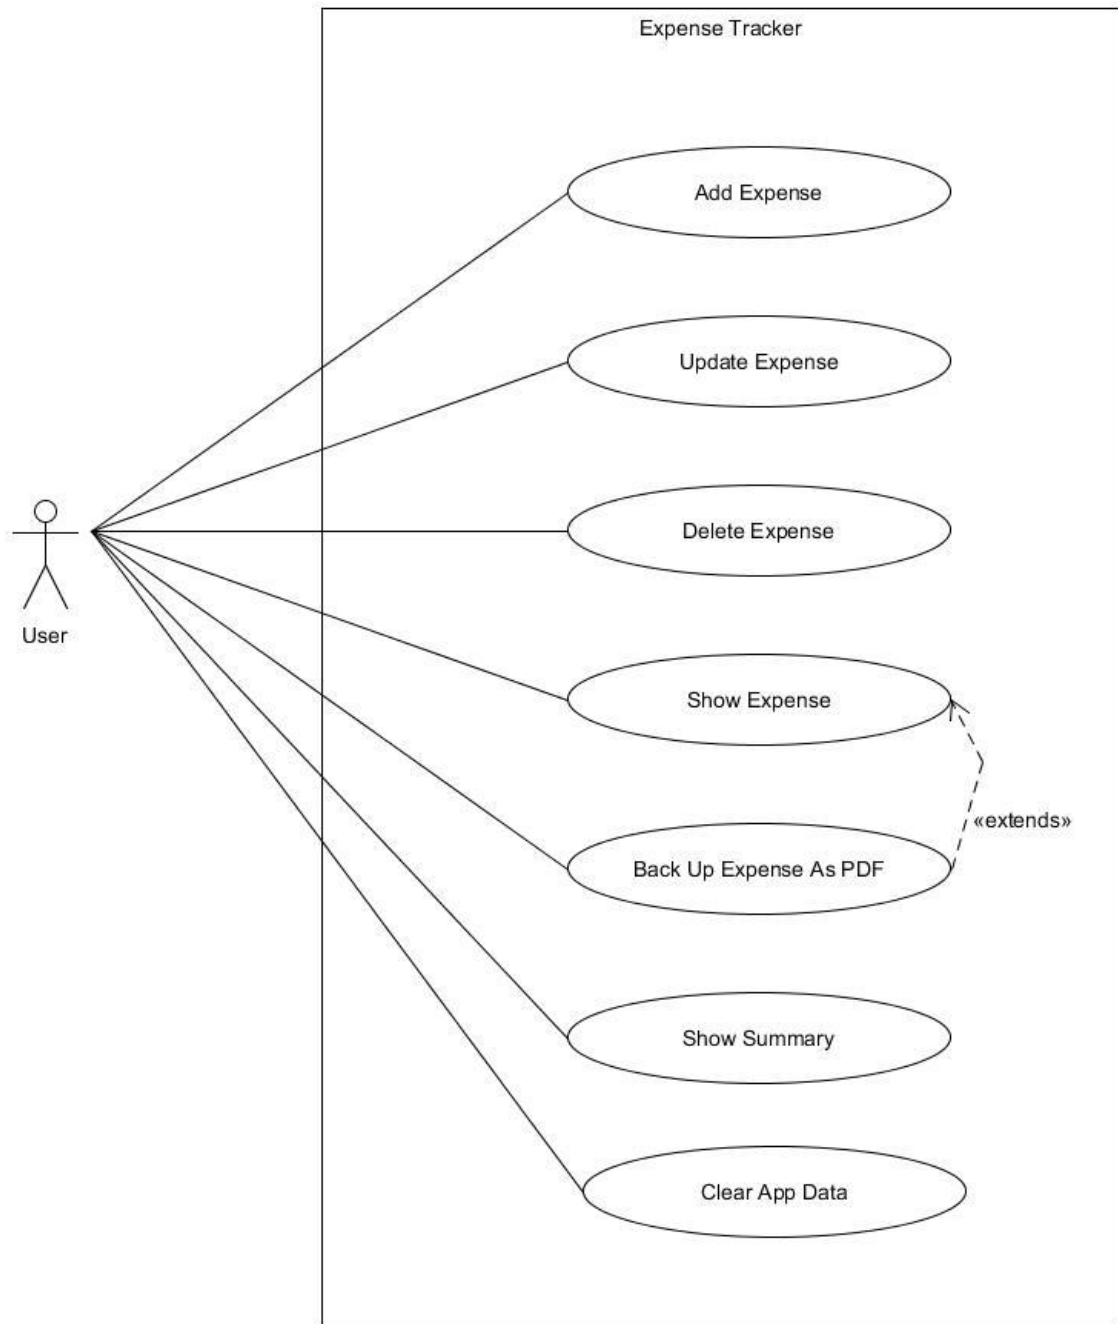 Expense Tracker
Add Expense
Update Expense
Delete Expense
User
Show Expense
«extends»
Back Up Expense As PDF
Show Summary
Clear App Data